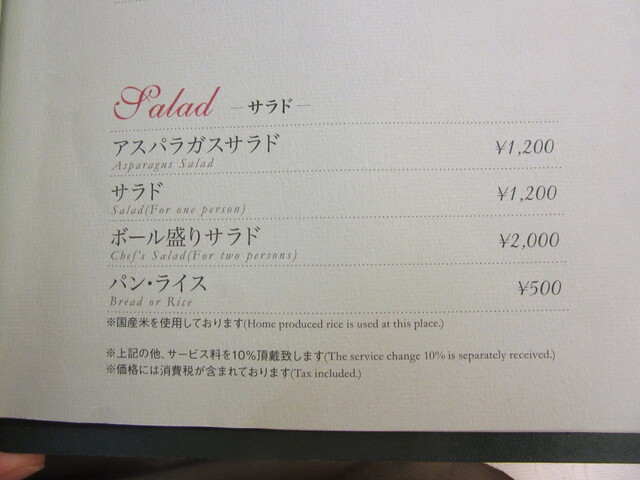 Salad —サラド—
アスパラガスサラド ¥1,200
Asparagus Salad
サラド ¥1,200
Salad(For one person)
ボール盛りサラド ¥2,000
Chef's Salad(For two persons)
パン・ライス ¥500
Bread or Rice
※国産米を使用しております(Home produced rice is used at this place.)
※上記の他、サービス料を10%頂戴致します(The service change 10% is separately received.)
※価格には消費税が含まれております(Tax included.)